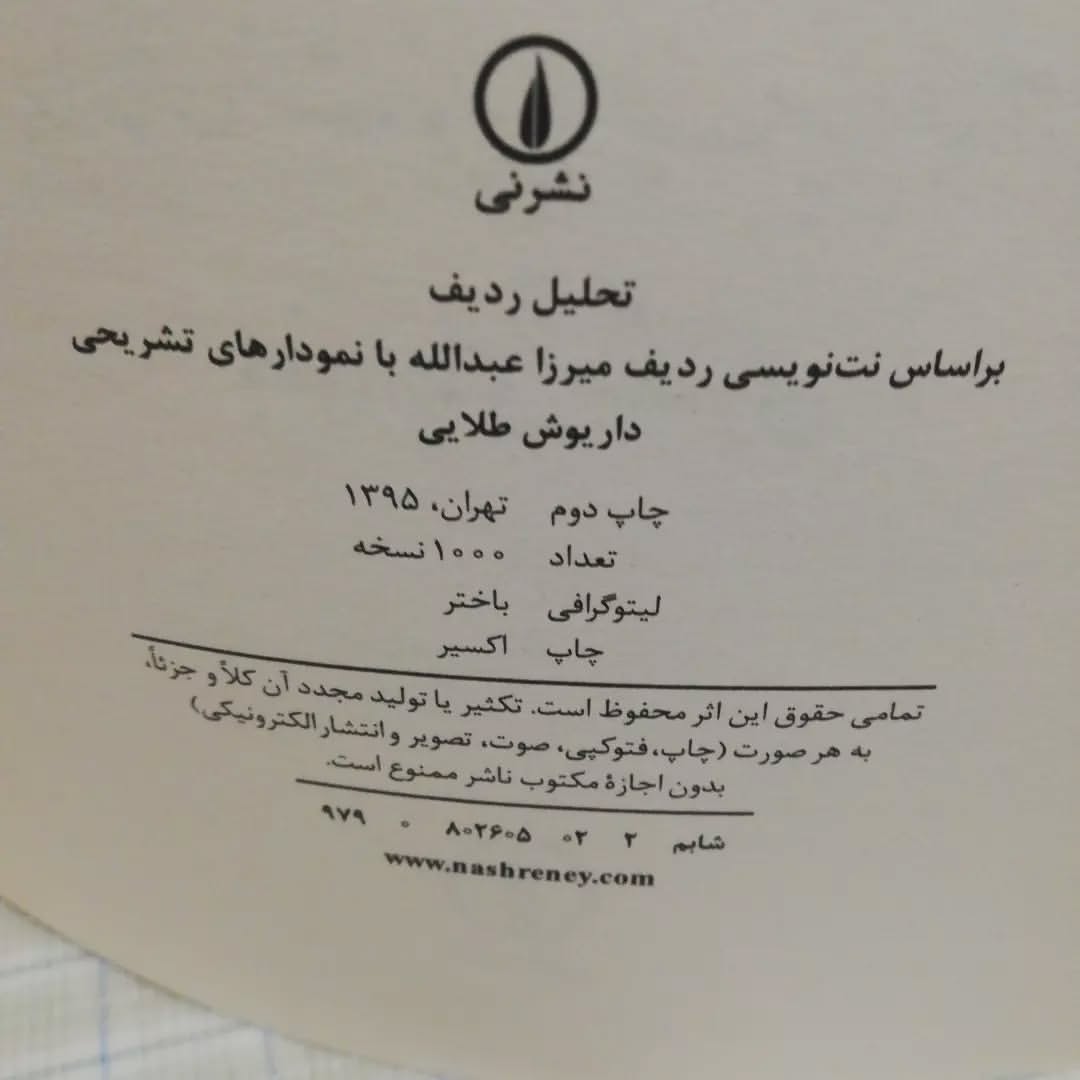 نشرنی
تحلیل ردیف
براساس نت‌نویسی ردیف میرزا عبدالله با نمودارهای تشریحی
داریوش طلایی
چاپ دوم تهران، ۱۳۹۵
تعداد ۱۰۰۰ نسخه
لیتوگرافی باختر
چاپ اکسیر
تمامی حقوق این اثر محفوظ است. تکثیر یا تولید مجدد آن کلاً و جزئاً،
به هر صورت (چاپ، فتوکپی، صوت، تصویر و انتشار الکترونیکی)
بدون اجازهٔ مکتوب ناشر ممنوع است.
شابم ۲ ۰۲ ۸۰۲۶۰۵ ۰ ۹۷۹
www.nashreney.com